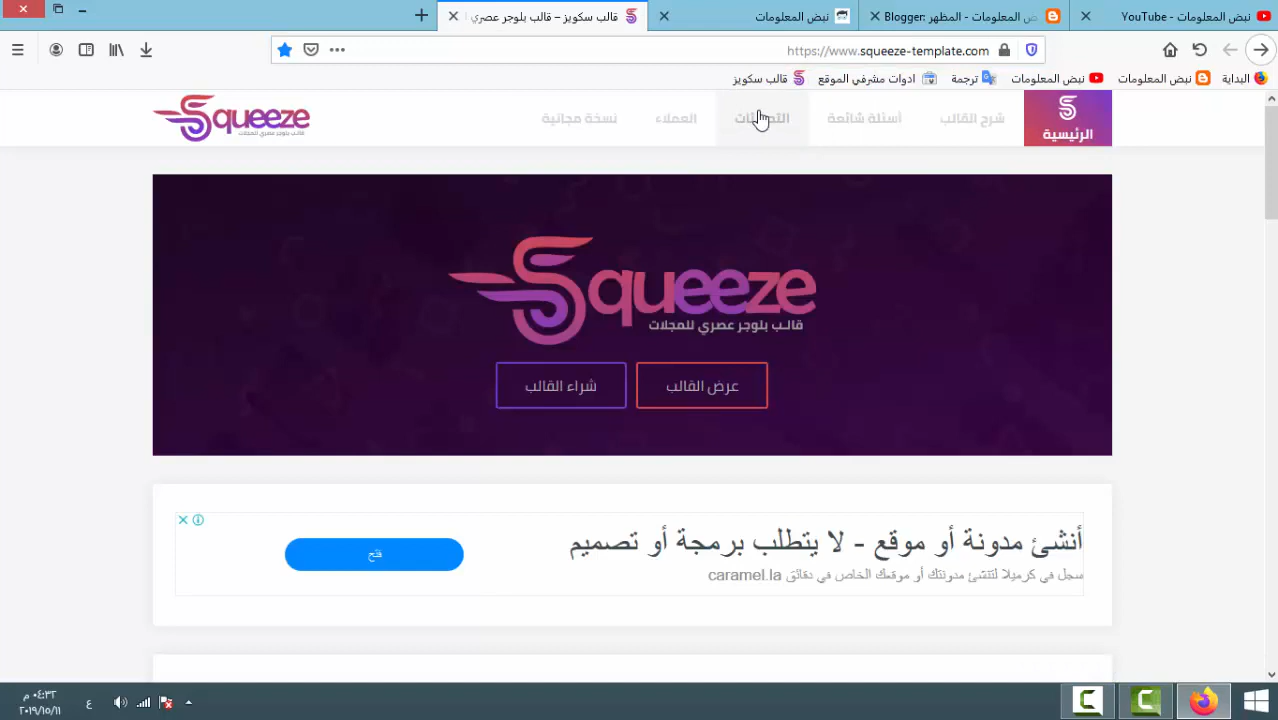 نبض المعلومات - YouTube
نبض المعلومات - المظهر :Blogger
نبض المعلومات
قالب سكويز – قالب بلوجر عصري
https://www.squeeze-template.com
البداية
نبض المعلومات
نبض المعلومات
ترجمة
ادوات مشرفي الموقع
قالب سكويز
الرئيسية
شرح القالب
أسئلة شائعة
العملاء
نسخة مجانية
Squeeze
Squeeze
قالب بلوجر عصري للمجلات
عرض القالب
شراء القالب
أنشئ مدونة أو موقع - لا يتطلب برمجة أو تصميم
سجل في كرميلا لتنشئ مدونتك أو موقعك الخاص في دقائق caramel.la
فتح
ع
٠٤:٣٢ م
٢٠١٩/١٥/١١